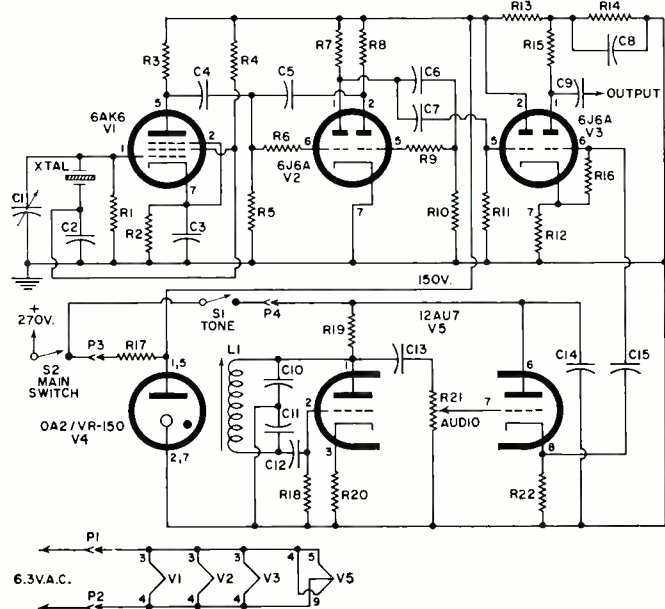 R13
R14
R3
R4
R7
R8
R15
C8
C4
C5
C6
C9
OUTPUT
C7
6AK6
V1
5
2
1
7
1
2
2
1
6J6A
V3
XTAL
R6
6
5
R9
5
6
6J6A
V2
R16
C1
R1
C2
R2
C3
R5
7
R10
R11
7
R12
150V.
+
270V.
S1
TONE
P4
12AU7
V5
P3
R17
S2
MAIN
SWITCH
R19
L1
C10
C13
C14
C15
1,5
1
6
C11
2
R21
AUDIO
7
OA2/VR-150
V4
C12
3
8
2,7
R18
R20
R22
P1
3
3
3
4
5
6.3V.A.C.
V1
V2
V3
V5
P2
4
4
4
9